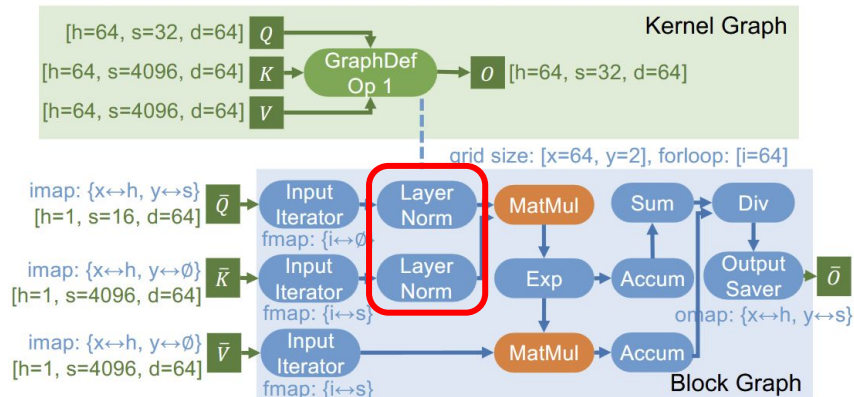 Kernel Graph
[h=64, s=32, d=64] Q
[h=64, s=4096, d=64] K
GraphDef
Op 1
O [h=64, s=32, d=64]
[h=64, s=4096, d=64] V
grid size: [x=64, y=2], forloop: [i=64]
imap: {x↔h, y↔s}
[h=1, s=16, d=64]
Q̄
Input
Iterator
fmap: {i↔∅}
Layer
Norm
MatMul
Sum
Div
imap: {x↔h, y↔∅}
[h=1, s=4096, d=64]
K̄
Input
Iterator
fmap: {i↔s}
Layer
Norm
Exp
Accum
Output
Saver
Ō
omap: {x↔h, y↔s}
imap: {x↔h, y↔∅}
[h=1, s=4096, d=64]
V̄
Input
Iterator
fmap: {i↔s}
MatMul
Accum
Block Graph